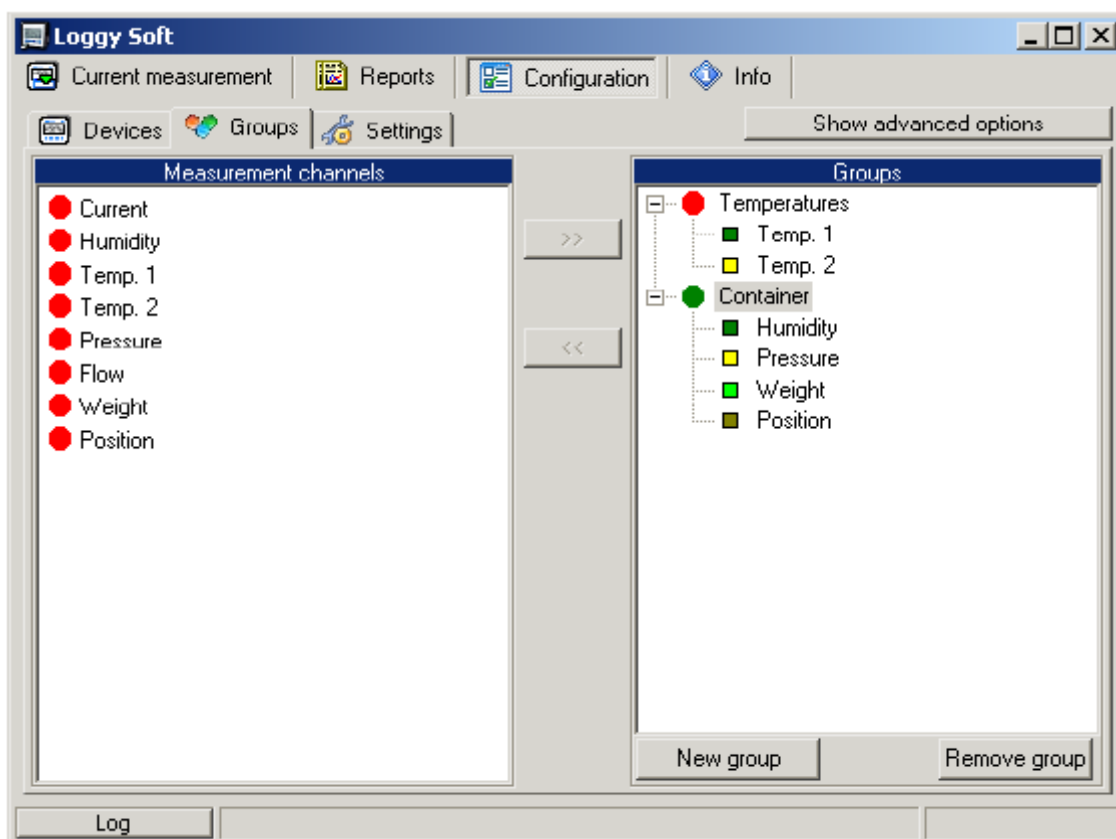 Loggy Soft
Current measurement Reports Configuration Info
Devices Groups Settings Show advanced options
Measurement channels
Current
Humidity
Temp. 1
Temp. 2
Pressure
Flow
Weight
Position
>>
<<
Groups
Temperatures
Temp. 1
Temp. 2
Container
Humidity
Pressure
Weight
Position
New group Remove group
Log